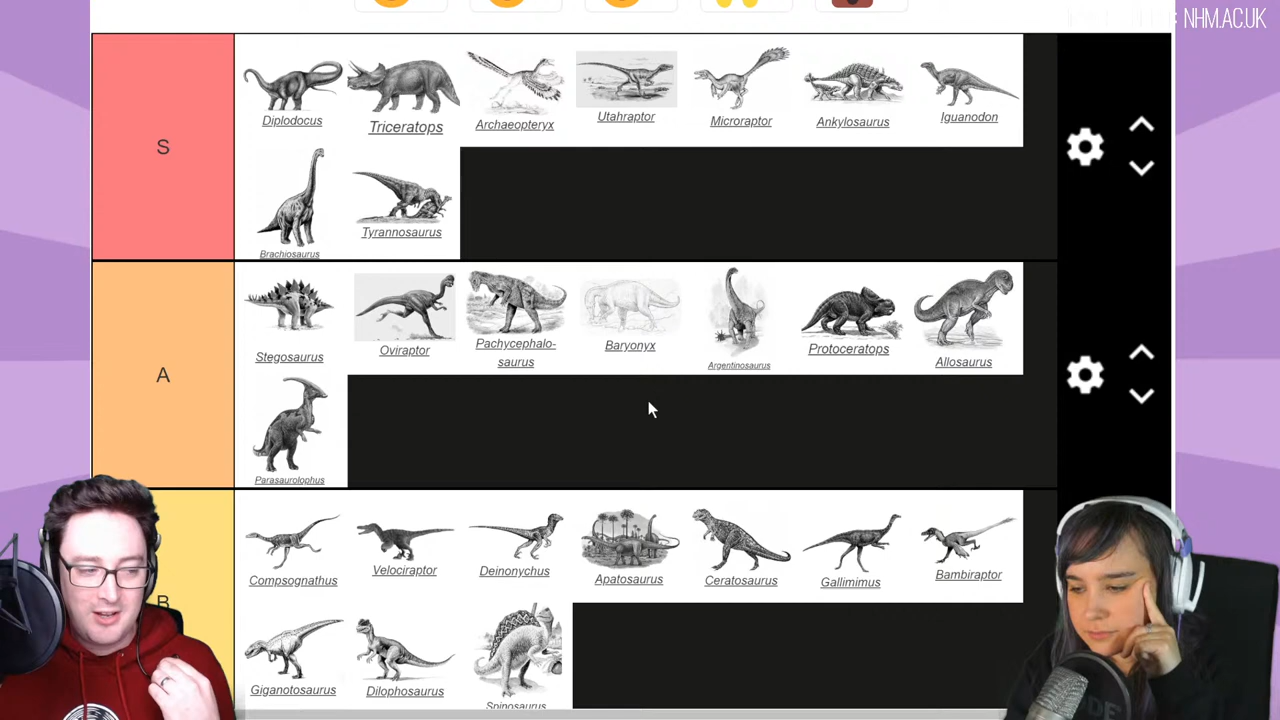 NHM.AC.UK
S
Diplodocus
Triceratops
Archaeopteryx
Utahraptor
Microraptor
Ankylosaurus
Iguanodon
Brachiosaurus
Tyrannosaurus
A
Stegosaurus
Oviraptor
Pachycephalo-
saurus
Baryonyx
Argentinosaurus
Protoceratops
Allosaurus
Parasaurolophus
B
Compsognathus
Velociraptor
Deinonychus
Apatosaurus
Ceratosaurus
Gallimimus
Bambiraptor
Giganotosaurus
Dilophosaurus
Spinosaurus